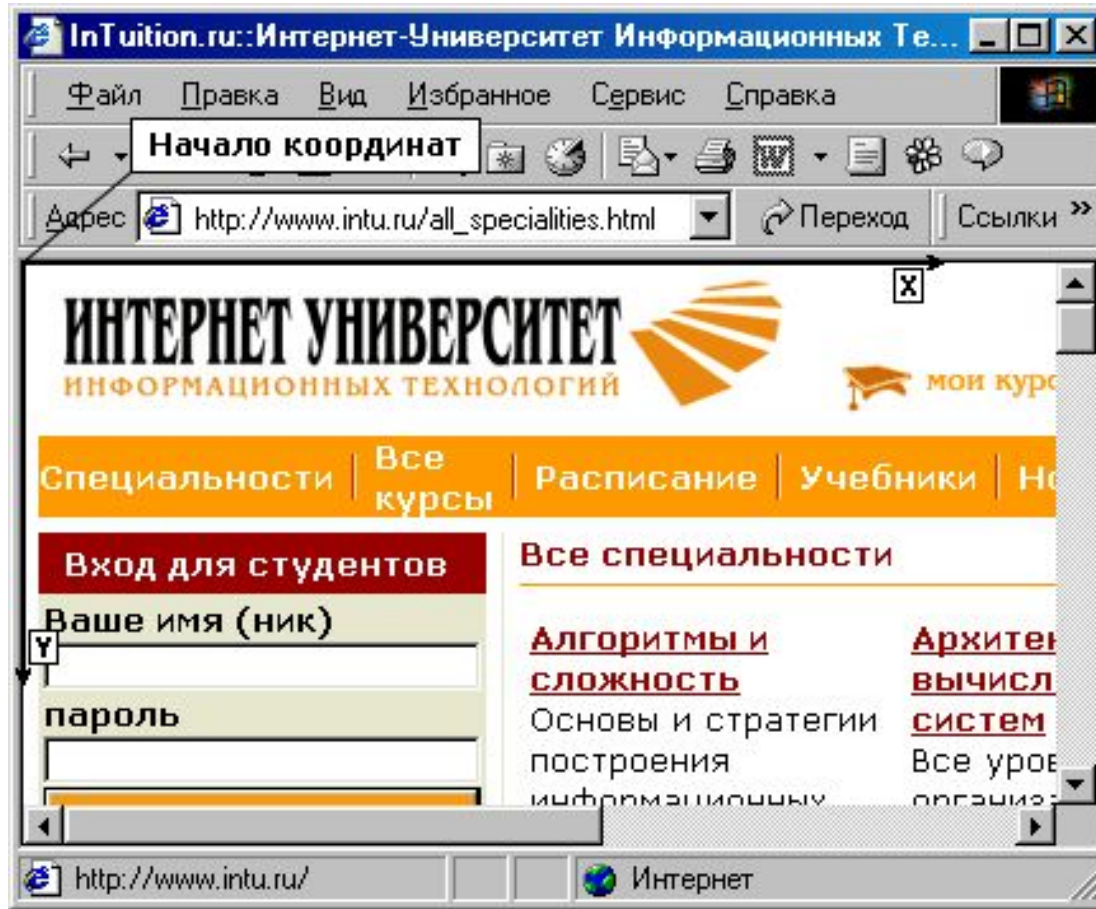 InTuition.ru::Интернет-Университет Информационных Те...
Файл Правка Вид Избранное Сервис Справка
Начало координат
Адрес http://www.intu.ru/all_specialities.html Переход Ссылки »
X
ИНТЕРНЕТ УНИВЕРСИТЕТ
ИНФОРМАЦИОННЫХ ТЕХНОЛОГИЙ
мои курс
Специальности Все курсы Расписание Учебники Но
Вход для студентов
Ваше имя (ник)
Y
пароль
Все специальности
Алгоритмы и
сложность
Основы и стратегии
построения
информационных
Архитек
вычисл
систем
Все уров
организа
http://www.intu.ru/ Интернет